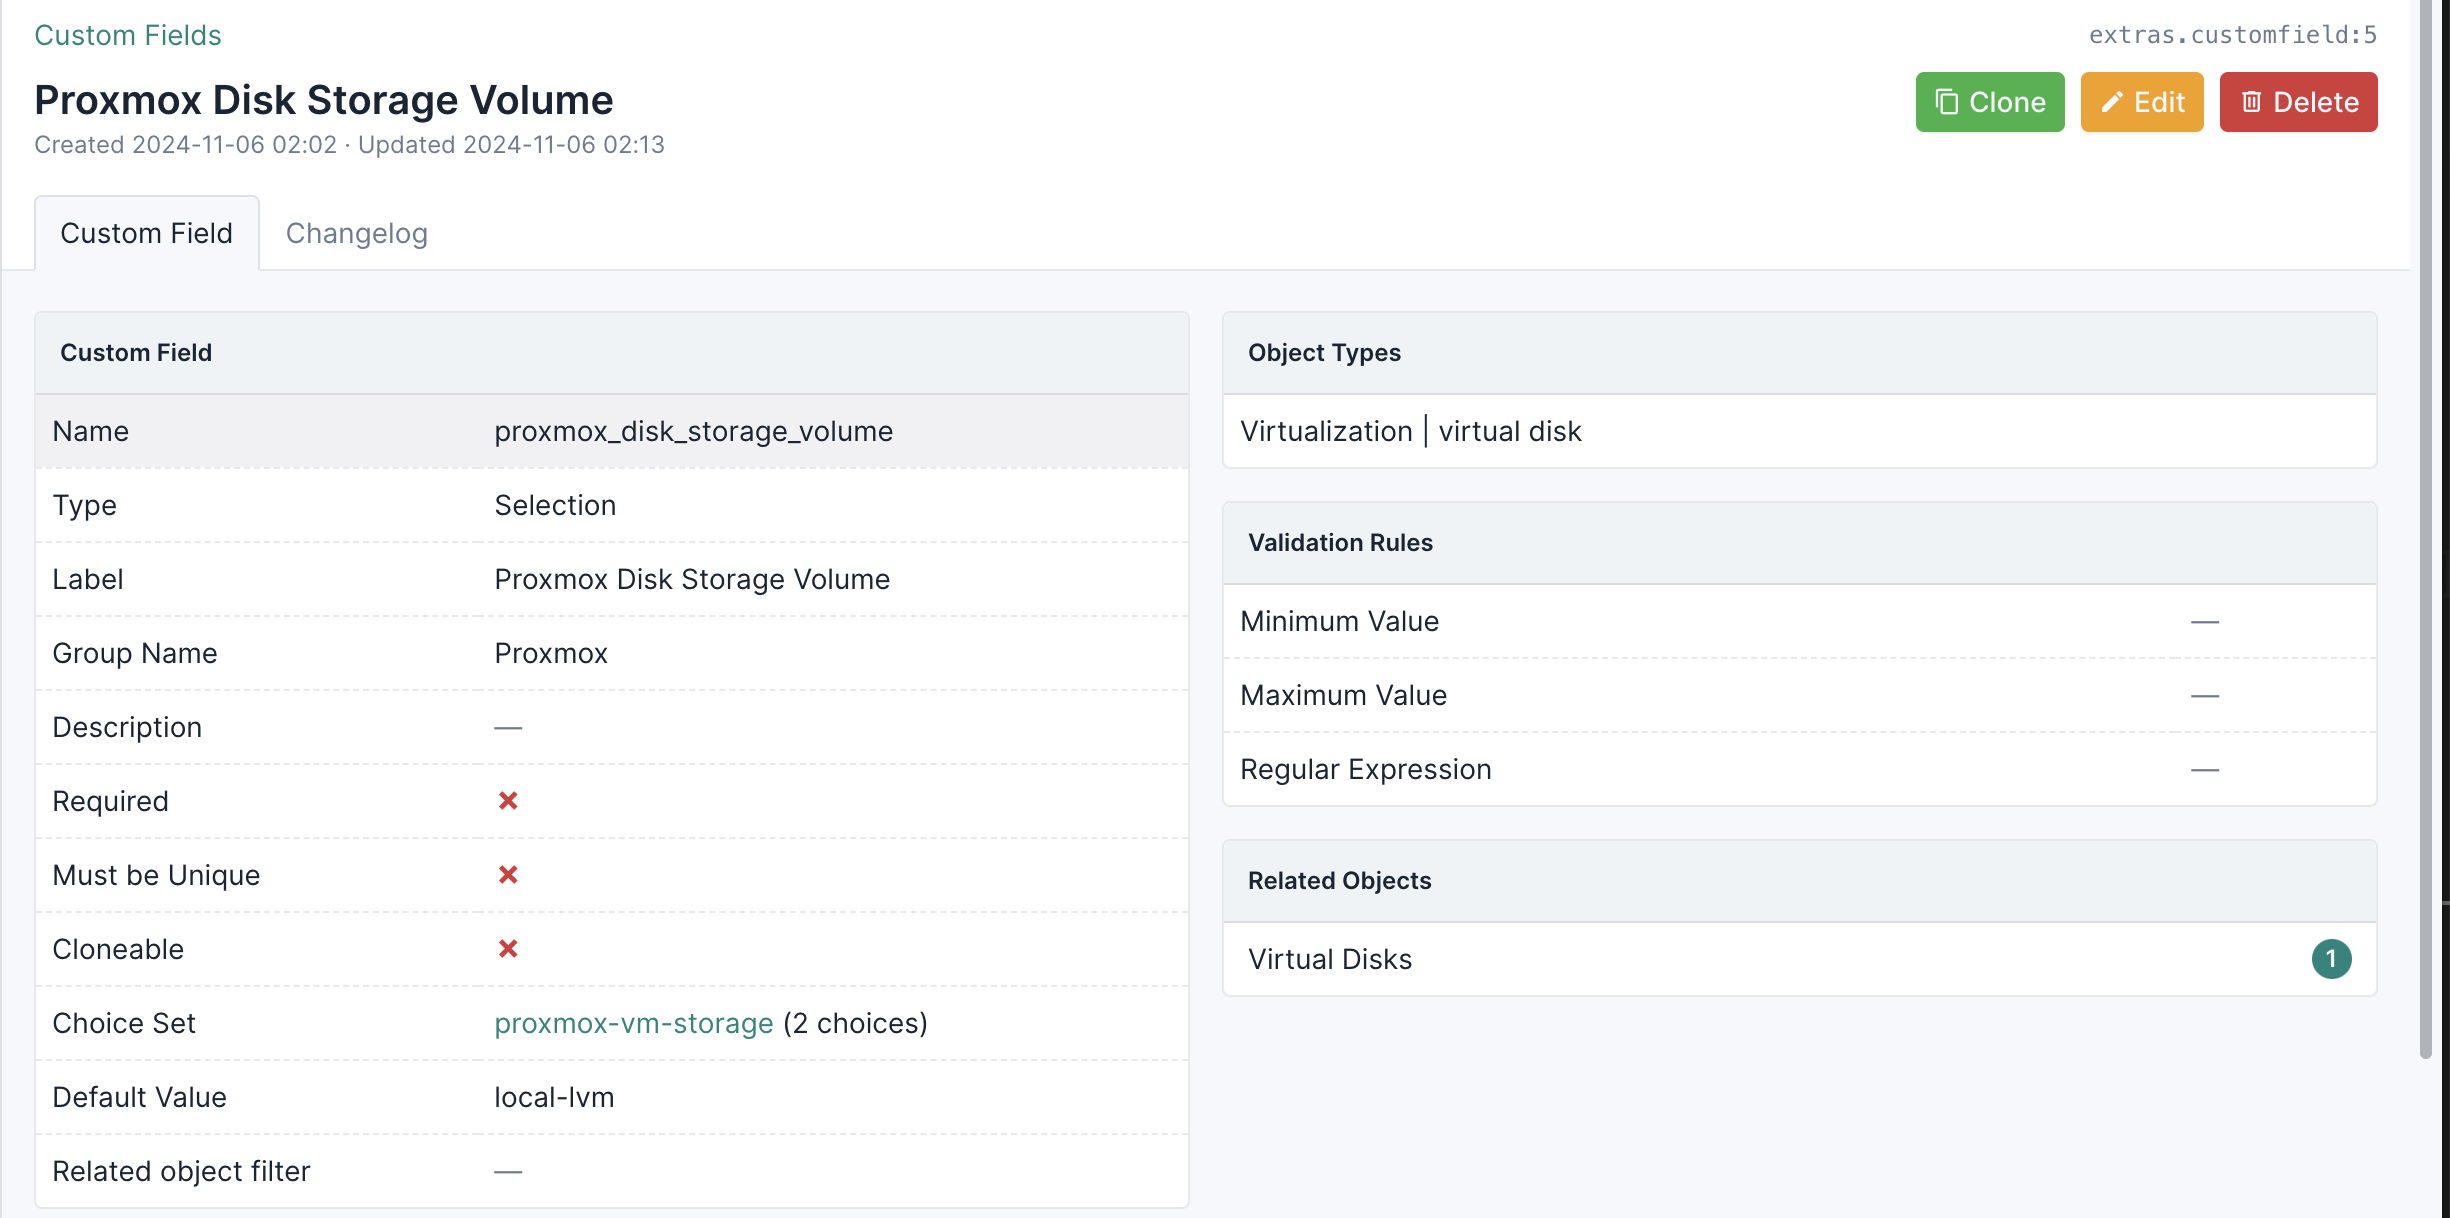 Custom Fields
extras.customfield:5
Proxmox Disk Storage Volume
Created 2024-11-06 02:02 · Updated 2024-11-06 02:13
Clone
Edit
Delete
Custom Field
Changelog
Custom Field
Name proxmox_disk_storage_volume
Type Selection
Label Proxmox Disk Storage Volume
Group Name Proxmox
Description —
Required
Must be Unique
Cloneable
Choice Set proxmox-vm-storage (2 choices)
Default Value local-lvm
Related object filter —
Object Types
Virtualization | virtual disk
Validation Rules
Minimum Value —
Maximum Value —
Regular Expression —
Related Objects
Virtual Disks 1